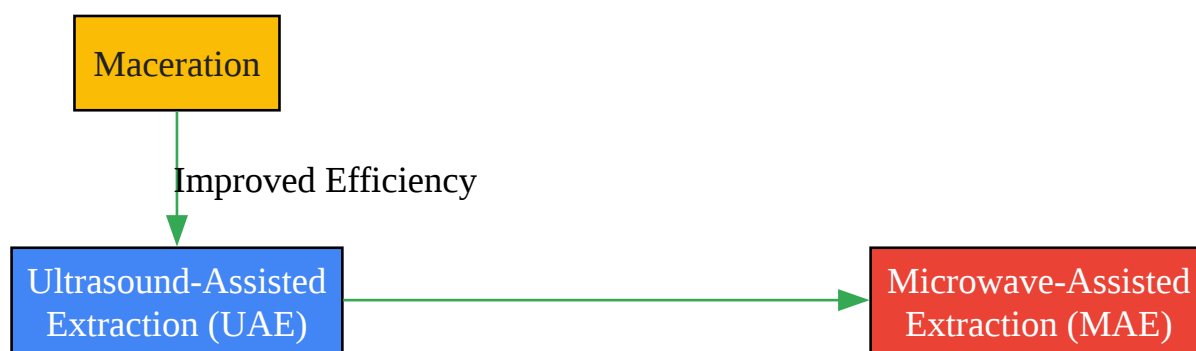 Maceration
Improved Efficiency
Ultrasound-Assisted
Extraction (UAE)
Microwave-Assisted
Extraction (MAE)